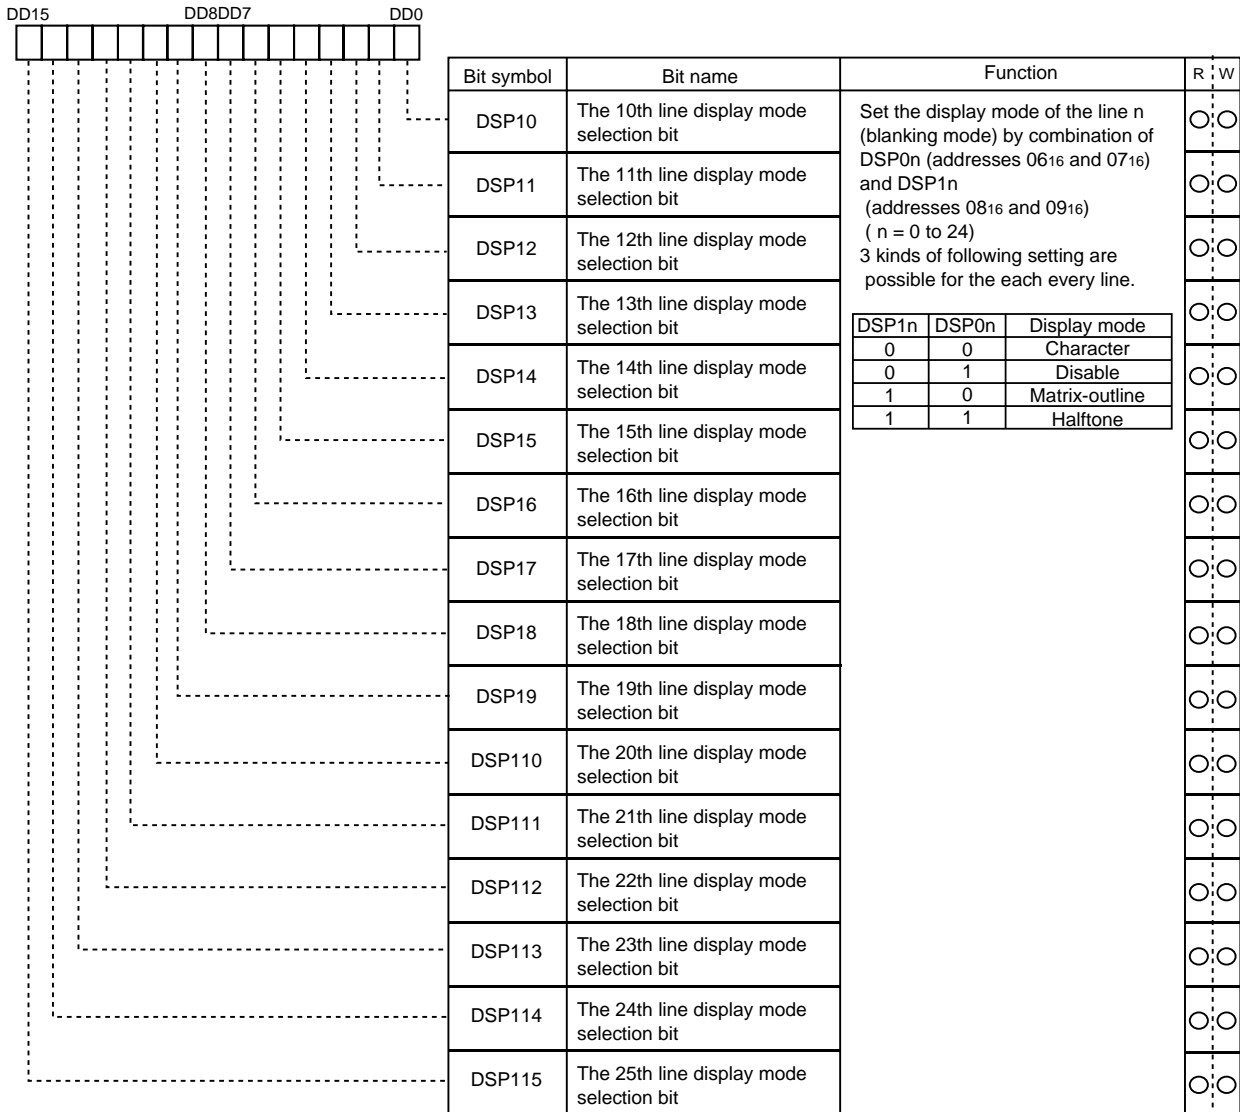 DD15 DD8DD7 DD0
Bit symbol Bit name Function R W
DSP10 The 10th line display mode
selection bit
DSP11 The 11th line display mode
selection bit
DSP12 The 12th line display mode
selection bit
DSP13 The 13th line display mode
selection bit
DSP14 The 14th line display mode
selection bit
DSP15 The 15th line display mode
selection bit
DSP16 The 16th line display mode
selection bit
DSP17 The 17th line display mode
selection bit
DSP18 The 18th line display mode
selection bit
DSP19 The 19th line display mode
selection bit
DSP110 The 20th line display mode
selection bit
DSP111 The 21th line display mode
selection bit
DSP112 The 22th line display mode
selection bit
DSP113 The 23th line display mode
selection bit
DSP114 The 24th line display mode
selection bit
DSP115 The 25th line display mode
selection bit
Set the display mode of the line n
(blanking mode) by combination of
DSP0n (addresses 0616 and 0716)
and DSP1n
(addresses 0816 and 0916)
( n = 0 to 24)
3 kinds of following setting are
possible for the each every line.
DSP1n DSP0n Display mode
0 0 Character
0 1 Disable
1 0 Matrix-outline
1 1 Halftone